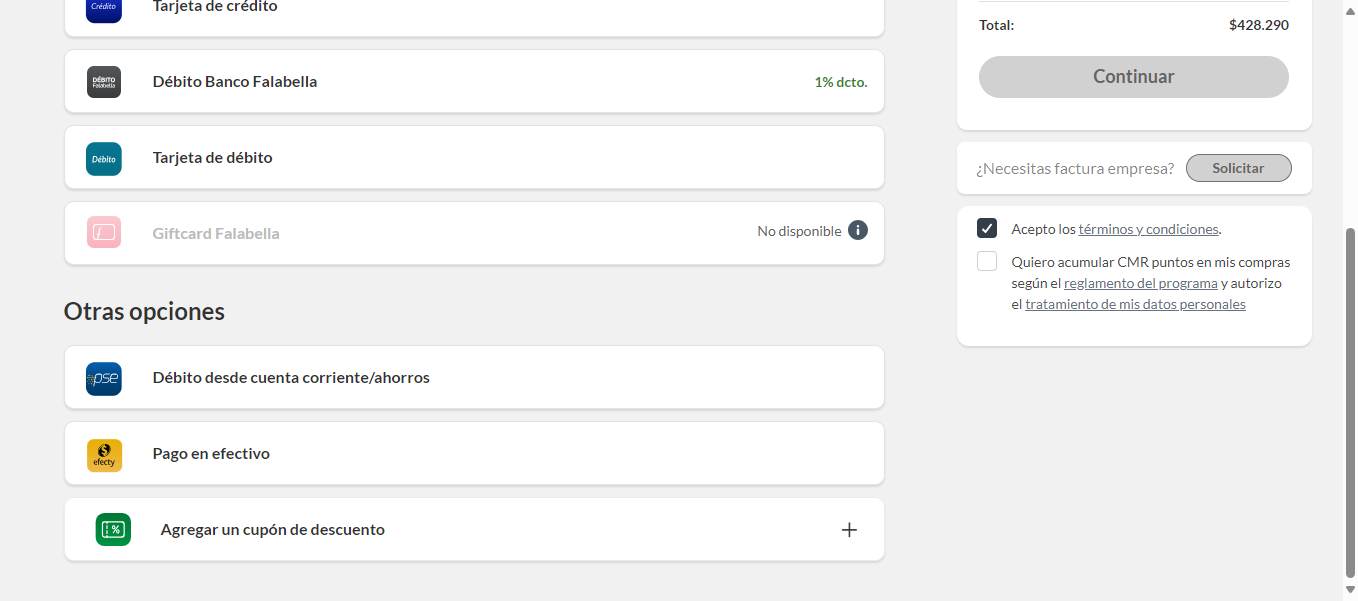 Crédito
Tarjeta de crédito
DÉBITO
Falabella
Débito Banco Falabella
1% dcto.
Débito
Tarjeta de débito
Giftcard Falabella
No disponible
Otras opciones
pse
Débito desde cuenta corriente/ahorros
efecty
Pago en efectivo
%
Agregar un cupón de descuento
Total: $428.290
Continuar
¿Necesitas factura empresa? Solicitar
Acepto los términos y condiciones.
Quiero acumular CMR puntos en mis compras
según el reglamento del programa y autorizo
el tratamiento de mis datos personales